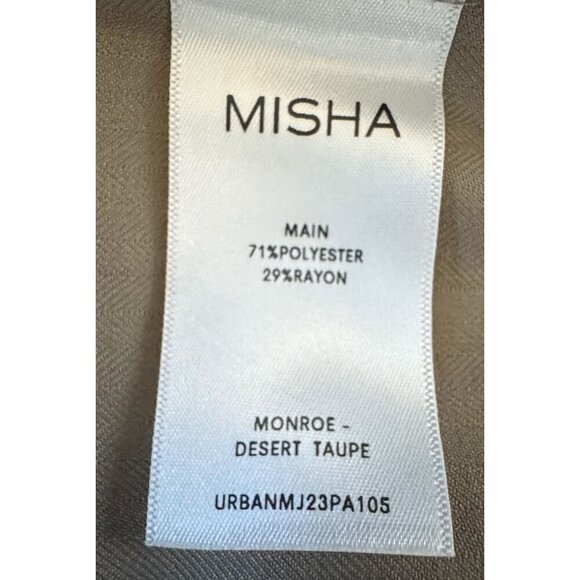 MISHA
MAIN
71%POLYESTER
29%RAYON
MONROE -
DESERT TAUPE
URBANMJ23PA105